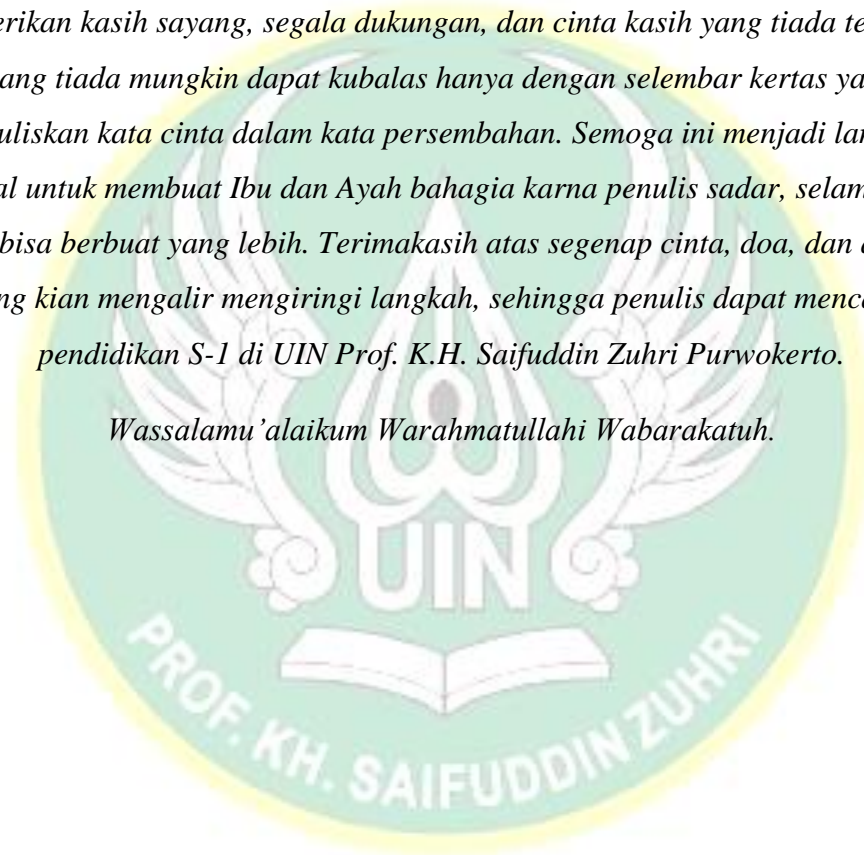 erikan kasih sayang, segala dukungan, dan cinta kasih yang tiada te
ang tiada mungkin dapat kubalas hanya dengan selembar kertas ya
uliskan kata cinta dalam kata persembahan. Semoga ini menjadi lan
al untuk membuat Ibu dan Ayah bahagia karna penulis sadar, selam
bisa berbuat yang lebih. Terimakasih atas segenap cinta, doa, dan
ng kian mengalir mengiringi langkah, sehingga penulis dapat menca
pendidikan S-1 di UIN Prof. K.H. Saifuddin Zuhri Purwokerto.
Wassalamu’alaikum Warahmatullahi Wabarakatuh.
UIN
PROF. KH. SAIFUDDIN ZUHRI